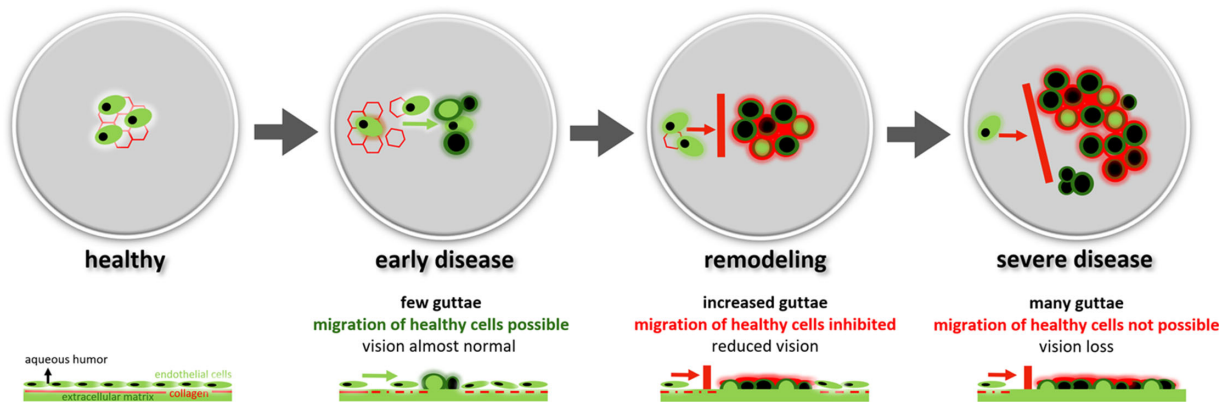 healthy
early disease
remodeling
severe disease
few guttae
migration of healthy cells possible
vision almost normal
increased guttae
migration of healthy cells inhibited
reduced vision
many guttae
migration of healthy cells not possible
vision loss
aqueous humor
endothelial cells
extracellular matrix
collagen